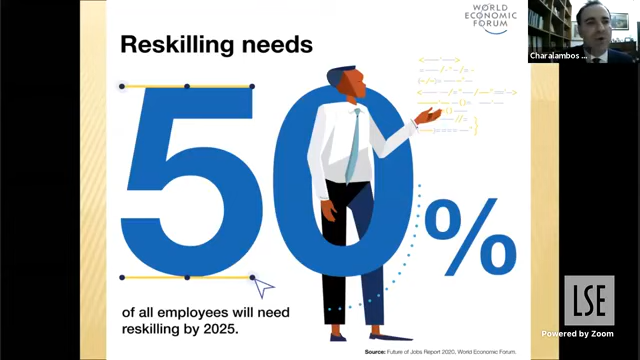 WORLD
ECONOMIC
FORUM
Reskilling needs
Charalambos ...
50%
of all employees will need
reskilling by 2025.
LSE
Powered by Zoom
Source: Future of Jobs Report 2020, World Economic Forum.